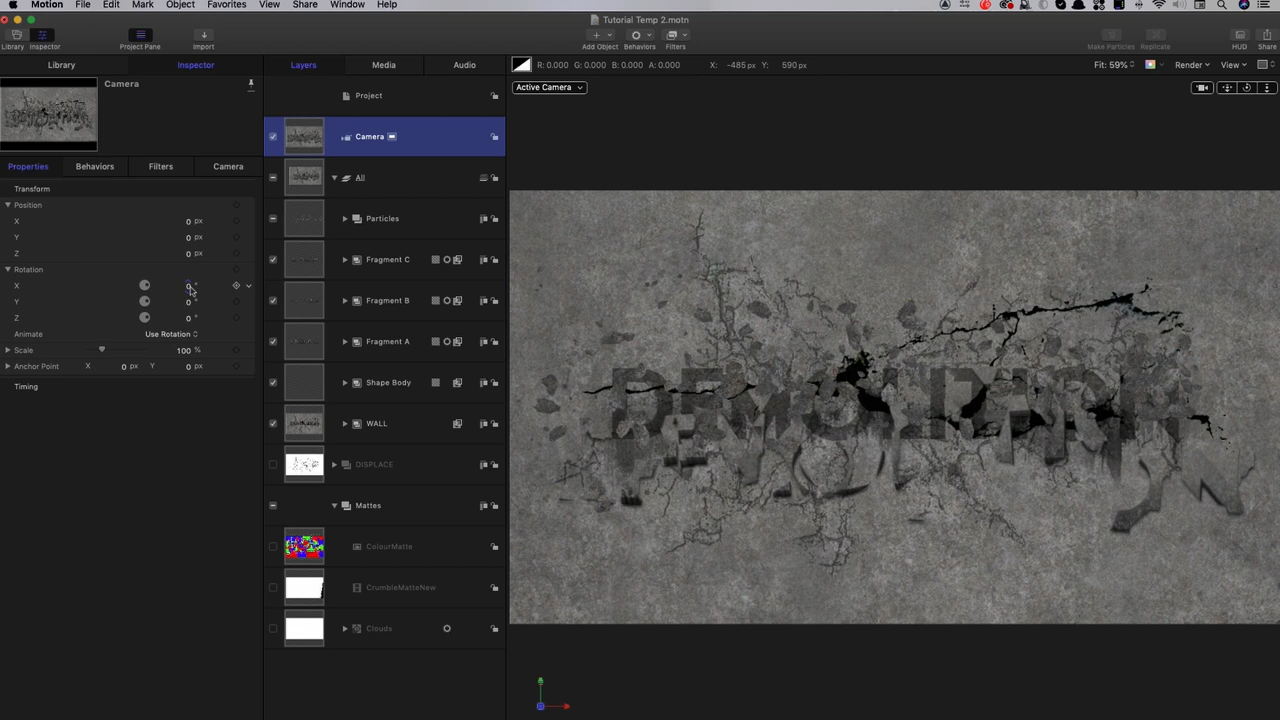 Motion File Edit Mark Object Favorites View Share Window Help
Tutorial Temp 2.motn
Library Inspector Project Pane Import Add Object Behaviors Filters Make Particles Replicate HUD Share
Library Inspector Layers Media Audio R: 0.000 G: 0.000 B: 0.000 A: 0.000 X: -485 px Y: 590 px Fit: 59% Render View
Camera
Active Camera
Project
Camera
Properties Behaviors Filters Camera
All
Transform
Position
X 0 px
Particles
Y 0 px
Z 0 px
Fragment C
Rotation
X 0 °
Y 0 °
Fragment B
Z 0 °
Animate Use Rotation
Fragment A
Scale 100 %
Anchor Point X 0 px Y 0 px
Timing
Shape Body
WALL
DISPLACE
Mattes
ColourMatte
CrumbleMatteNew
Clouds